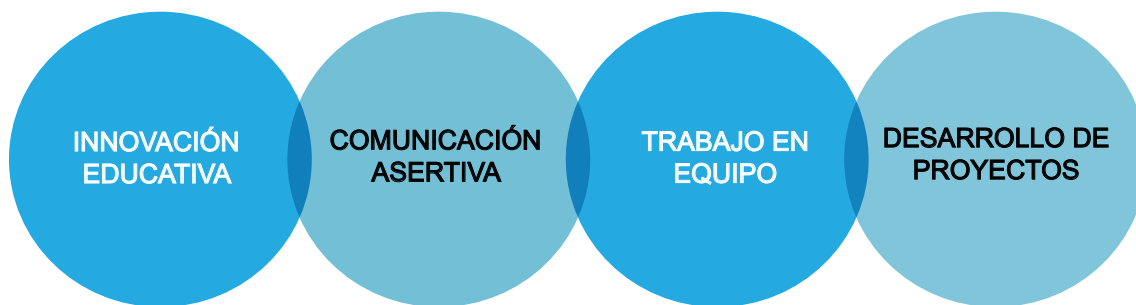 INNOVACIÓN
EDUCATIVA
COMUNICACIÓN
ASERTIVA
TRABAJO EN
EQUIPO
DESARROLLO DE
PROYECTOS